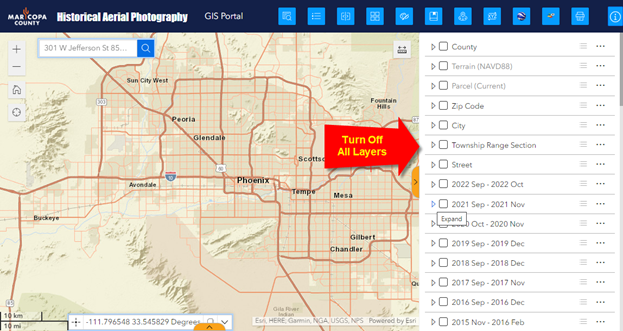 MARICOPA COUNTY
Historical Aerial Photography
GIS Portal
301 W Jefferson St 85...
Sun City West
303
Peoria
Fountain Hills
Glendale
Scotts
Phoenix
Avondale
Tempe
Mesa
Buckeye
Gilbert
Chandler
Gila River
10 km
10 mi
-111.796548 33.545829 Degrees
Esri, HERE, Garmin, NGA, USGS, NPS
Powered by Esri
Turn Off
All Layers
County
Terrain (NAVD88)
Parcel (Current)
Zip Code
City
Township Range Section
Street
2022 Sep - 2022 Oct
2021 Sep - 2021 Nov
Expand
2020 Oct - 2020 Nov
2019 Sep - 2019 Dec
2018 Sep - 2018 Dec
2017 Sep - 2017 Nov
2016 Sep - 2016 Dec
2015 Nov - 2016 Feb